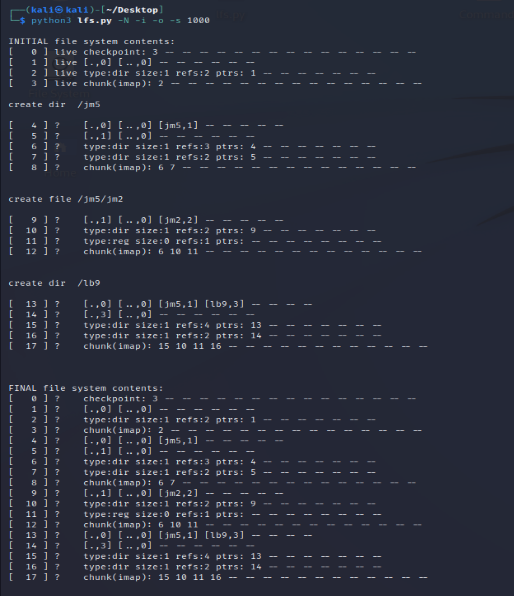 ┌──(kali㉿kali)-[~/Desktop]
└─$ python3 lfs.py -N -i -o -s 1000
INITIAL file system contents:
[   0 ] live checkpoint: 3 -- -- -- -- -- -- -- -- -- -- -- -- -- -- --
[   1 ] live [.,0] [..,0] -- -- -- -- -- --
[   2 ] live type:dir size:1 refs:2 ptrs: 1 -- -- -- -- -- -- --
[   3 ] live chunk(imap): 2 -- -- -- -- -- -- -- -- -- -- -- -- -- -- --
create dir  /jm5
[   4 ] ?    [.,0] [..,0] [jm5,1] -- -- -- -- --
[   5 ] ?    [.,1] [..,0] -- -- -- -- -- --
[   6 ] ?    type:dir size:1 refs:3 ptrs: 4 -- -- -- -- -- -- --
[   7 ] ?    type:dir size:1 refs:2 ptrs: 5 -- -- -- -- -- -- --
[   8 ] ?    chunk(imap): 6 7 -- -- -- -- -- -- -- -- -- -- -- -- -- --
create file /jm5/jm2
[   9 ] ?    [.,1] [..,0] [jm2,2] -- -- -- -- --
[  10 ] ?    type:dir size:1 refs:2 ptrs: 9 -- -- -- -- -- -- --
[  11 ] ?    type:reg size:0 refs:1 ptrs: -- -- -- -- -- -- -- --
[  12 ] ?    chunk(imap): 6 10 11 -- -- -- -- -- -- -- -- -- -- -- -- --
create dir  /lb9
[  13 ] ?    [.,0] [..,0] [jm5,1] [lb9,3] -- -- -- --
[  14 ] ?    [.,3] [..,0] -- -- -- -- -- --
[  15 ] ?    type:dir size:1 refs:4 ptrs: 13 -- -- -- -- -- -- --
[  16 ] ?    type:dir size:1 refs:2 ptrs: 14 -- -- -- -- -- -- --
[  17 ] ?    chunk(imap): 15 10 11 16 -- -- -- -- -- -- -- -- -- -- -- --
FINAL file system contents:
[   0 ] ?    checkpoint: 3 -- -- -- -- -- -- -- -- -- -- -- -- -- -- --
[   1 ] ?    [.,0] [..,0] -- -- -- -- -- --
[   2 ] ?    type:dir size:1 refs:2 ptrs: 1 -- -- -- -- -- -- --
[   3 ] ?    chunk(imap): 2 -- -- -- -- -- -- -- -- -- -- -- -- -- -- --
[   4 ] ?    [.,0] [..,0] [jm5,1] -- -- -- -- --
[   5 ] ?    [.,1] [..,0] -- -- -- -- -- --
[   6 ] ?    type:dir size:1 refs:3 ptrs: 4 -- -- -- -- -- -- --
[   7 ] ?    type:dir size:1 refs:2 ptrs: 5 -- -- -- -- -- -- --
[   8 ] ?    chunk(imap): 6 7 -- -- -- -- -- -- -- -- -- -- -- -- -- --
[   9 ] ?    [.,1] [..,0] [jm2,2] -- -- -- -- --
[  10 ] ?    type:dir size:1 refs:2 ptrs: 9 -- -- -- -- -- -- --
[  11 ] ?    type:reg size:0 refs:1 ptrs: -- -- -- -- -- -- -- --
[  12 ] ?    chunk(imap): 6 10 11 -- -- -- -- -- -- -- -- -- -- -- -- --
[  13 ] ?    [.,0] [..,0] [jm5,1] [lb9,3] -- -- -- --
[  14 ] ?    [.,3] [..,0] -- -- -- -- -- --
[  15 ] ?    type:dir size:1 refs:4 ptrs: 13 -- -- -- -- -- -- --
[  16 ] ?    type:dir size:1 refs:2 ptrs: 14 -- -- -- -- -- -- --
[  17 ] ?    chunk(imap): 15 10 11 16 -- -- -- -- -- -- -- -- -- -- -- --